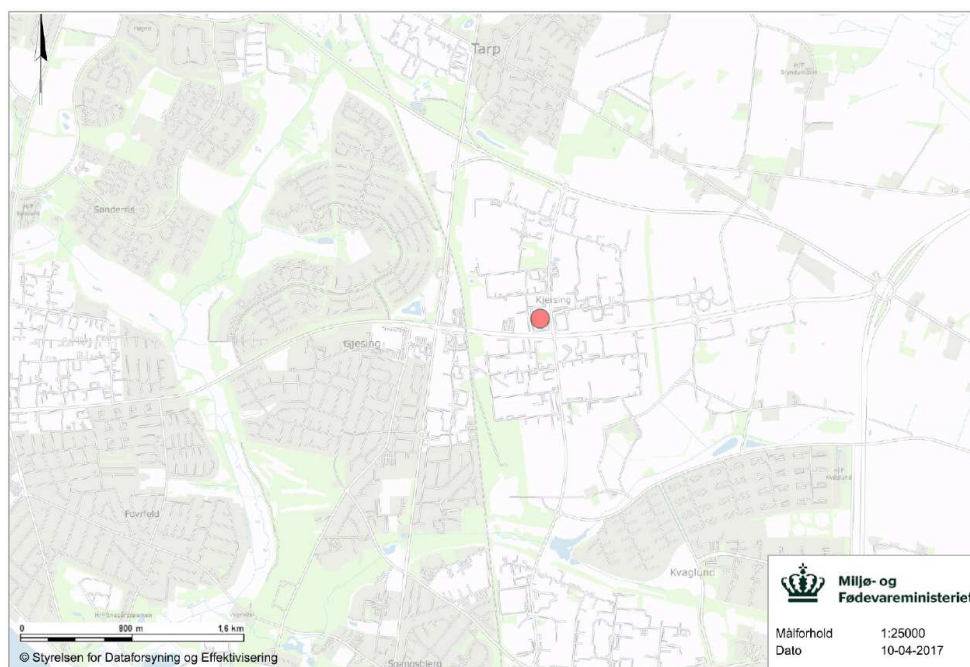 Tarp
Sønderris
Kjersing
Gjesing
Fovrfeld
Kvaglund
Spangsbjerg
0 800 m 1,6 km
© Styrelsen for Dataforsyning og Effektivisering
Miljø- og
Fødevareministeriet
Målforhold 1:25000
Dato 10-04-2017